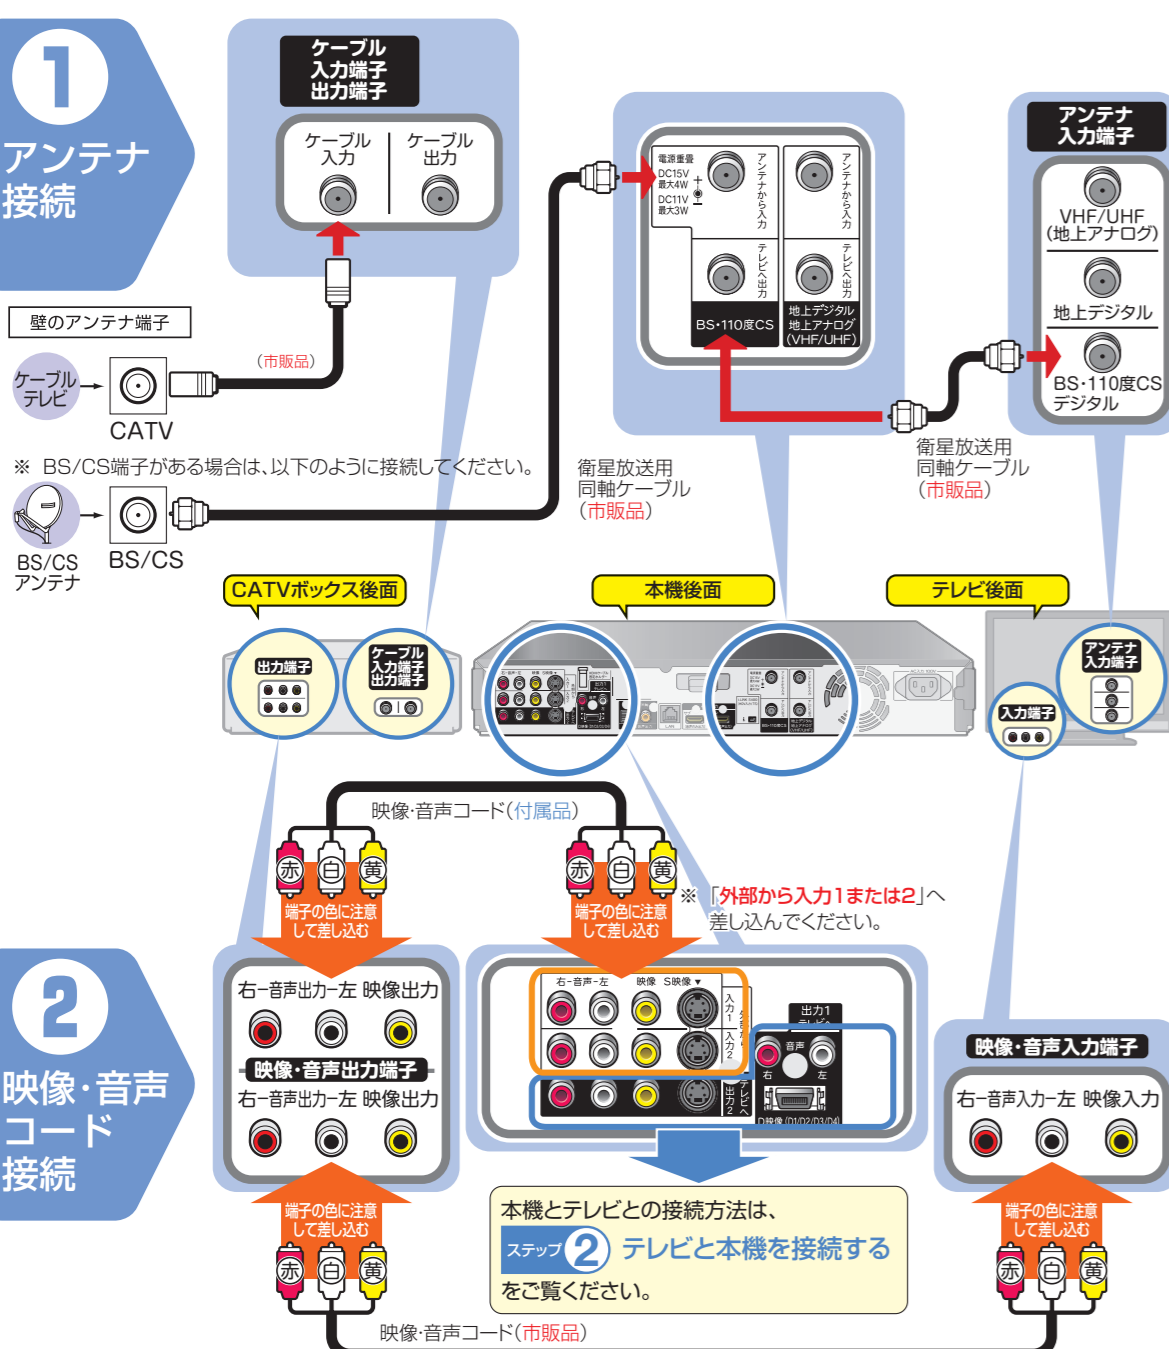 1
アンテナ
接続
ケーブル
入力端子
出力端子
ケーブル
入力
ケーブル
出力
電源重畳
DC15V
最大4W
DC11V
最大3W
アンテナから入力
アンテナから入力
テレビへ出力
テレビへ出力
BS・110度CS
地上デジタル
地上アナログ
(VHF/UHF)
アンテナ
入力端子
VHF/UHF
(地上アナログ)
地上デジタル
BS・110度CS
デジタル
壁のアンテナ端子
ケーブル
テレビ
CATV
(市販品)
※ BS/CS端子がある場合は、以下のように接続してください。
BS/CS
アンテナ
BS/CS
衛星放送用
同軸ケーブル
(市販品)
衛星放送用
同軸ケーブル
(市販品)
CATVボックス後面
本機後面
テレビ後面
出力端子
ケーブル
入力端子
出力端子
アンテナ
入力端子
入力端子
映像・音声コード(付属品)
赤 白 黄
端子の色に注意
して差し込む
赤 白 黄
端子の色に注意
して差し込む
※ 「外部から入力1または2」へ
差し込んでください。
2
映像・音声
コード
接続
右-音声出力-左 映像出力
映像・音声出力端子
右-音声出力-左 映像出力
右-音声-左 映像 S映像▼
入力1
入力2
出力2
テレビへ
出力1
音声
右 左
D映像(D1/D2/D3/D4)
映像・音声入力端子
右-音声入力-左 映像入力
端子の色に注意
して差し込む
赤 白 黄
本機とテレビとの接続方法は、
ステップ2 テレビと本機を接続する
をご覧ください。
端子の色に注意
して差し込む
赤 白 黄
映像・音声コード(市販品)